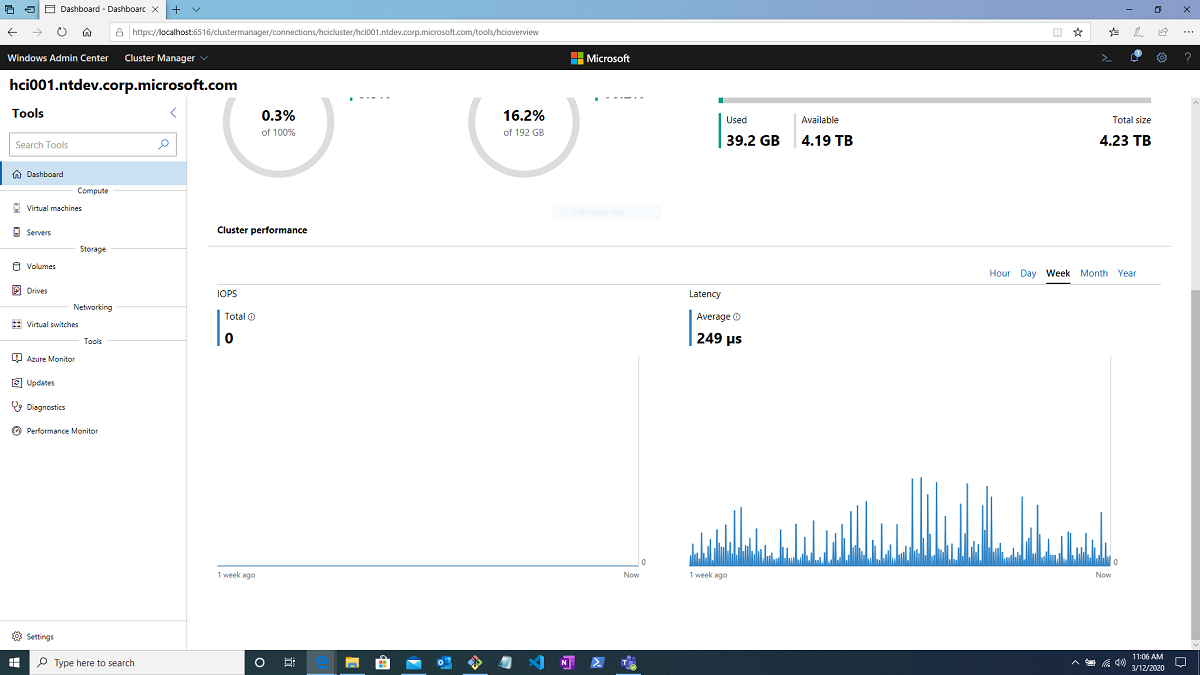 Dashboard - Dashboard
https://localhost:6516/clustermanager/connections/hcicluster/hci001.ntdev.corp.microsoft.com/tools/hcioverview
Windows Admin Center
Cluster Manager
Microsoft
1
?
hci001.ntdev.corp.microsoft.com
Tools
Search Tools
Dashboard
Compute
Virtual machines
Servers
Storage
Volumes
Drives
Networking
Virtual switches
Tools
Azure Monitor
Updates
Diagnostics
Performance Monitor
Settings
0.3%
of 100%
16.2%
of 192 GB
Used
39.2 GB
Available
4.19 TB
Total size
4.23 TB
Full-screen Snip
Cluster performance
Hour Day Week Month Year
IOPS
Total
0
0
1 week ago
Now
Latency
Average
249 µs
0
1 week ago
Now
Type here to search
11:06 AM
3/12/2020